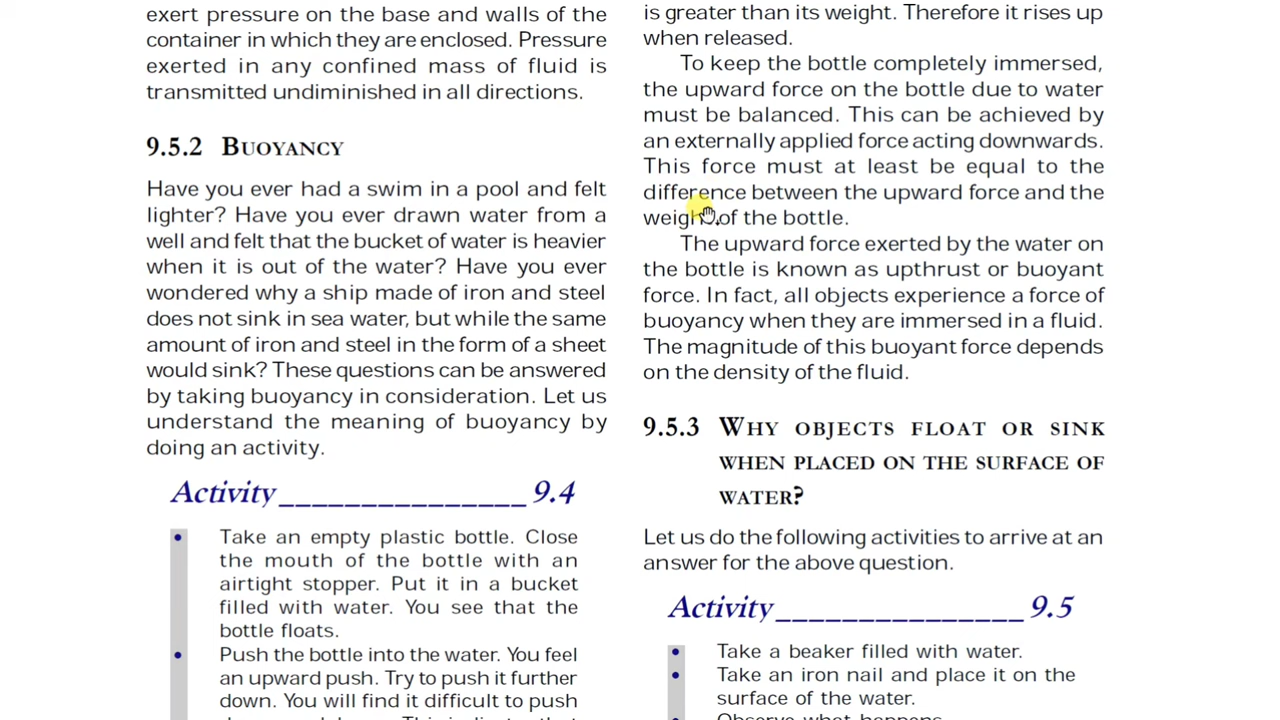 exert pressure on the base and walls of the
container in which they are enclosed. Pressure
exerted in any confined mass of fluid is
transmitted undiminished in all directions.
9.5.2 BUOYANCY
Have you ever had a swim in a pool and felt
lighter? Have you ever drawn water from a
well and felt that the bucket of water is heavier
when it is out of the water? Have you ever
wondered why a ship made of iron and steel
does not sink in sea water, but while the same
amount of iron and steel in the form of a sheet
would sink? These questions can be answered
by taking buoyancy in consideration. Let us
understand the meaning of buoyancy by
doing an activity.
Activity _______________ 9.4
• Take an empty plastic bottle. Close
the mouth of the bottle with an
airtight stopper. Put it in a bucket
filled with water. You see that the
bottle floats.
• Push the bottle into the water. You feel
an upward push. Try to push it further
down. You will find it difficult to push
is greater than its weight. Therefore it rises up
when released.
To keep the bottle completely immersed,
the upward force on the bottle due to water
must be balanced. This can be achieved by
an externally applied force acting downwards.
This force must at least be equal to the
difference between the upward force and the
weight of the bottle.
The upward force exerted by the water on
the bottle is known as upthrust or buoyant
force. In fact, all objects experience a force of
buoyancy when they are immersed in a fluid.
The magnitude of this buoyant force depends
on the density of the fluid.
9.5.3 WHY OBJECTS FLOAT OR SINK
WHEN PLACED ON THE SURFACE OF
WATER?
Let us do the following activities to arrive at an
answer for the above question.
Activity _______________ 9.5
• Take a beaker filled with water.
• Take an iron nail and place it on the
surface of the water.
• Observe what happens.